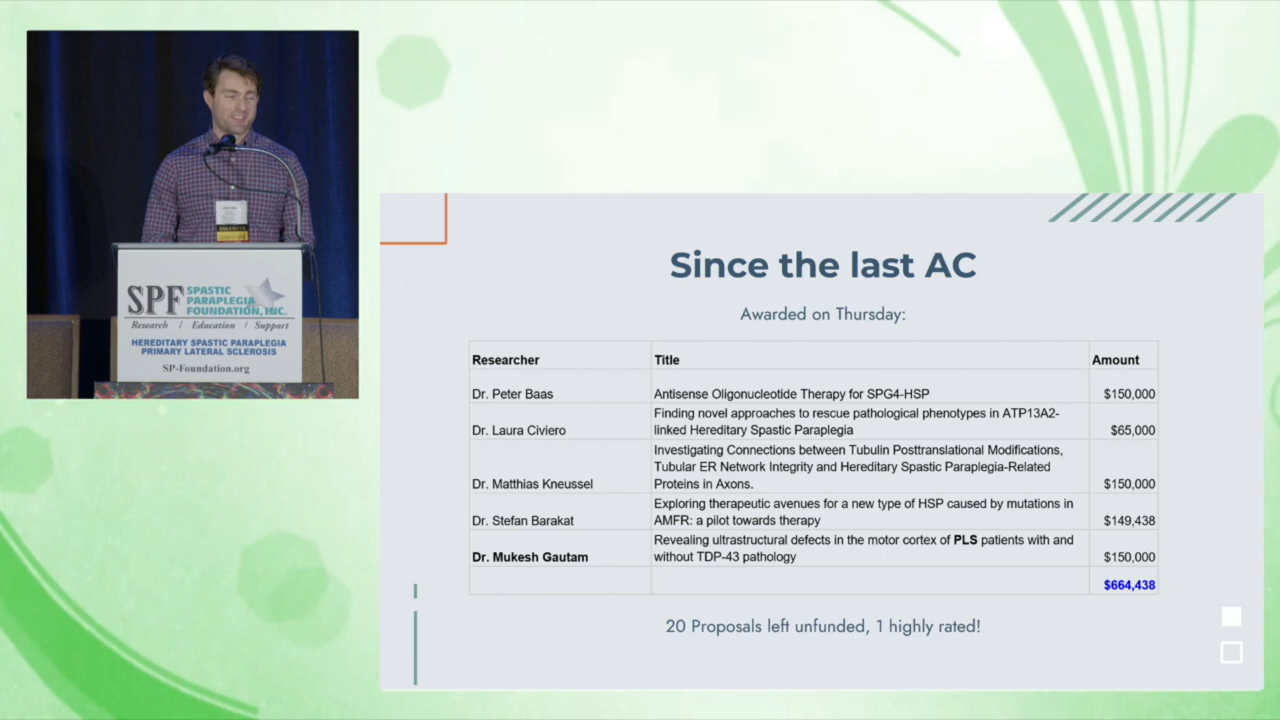 SPF SPASTIC
PARAPLEGIA
FOUNDATION, INC.
Research / Education / Support
HEREDITARY SPASTIC PARAPLEGIA
PRIMARY LATERAL SCLEROSIS
SP-Foundation.org
Since the last AC
Awarded on Thursday:
Researcher Title Amount
Dr. Peter Baas Antisense Oligonucleotide Therapy for SPG4-HSP $150,000
Finding novel approaches to rescue pathological phenotypes in ATP13A2-
Dr. Laura Civiero linked Hereditary Spastic Paraplegia $65,000
Investigating Connections between Tubulin Posttranslational Modifications,
Tubular ER Network Integrity and Hereditary Spastic Paraplegia-Related
Dr. Matthias Kneussel Proteins in Axons. $150,000
Exploring therapeutic avenues for a new type of HSP caused by mutations in
Dr. Stefan Barakat AMFR: a pilot towards therapy $149,438
Revealing ultrastructural defects in the motor cortex of PLS patients with and
Dr. Mukesh Gautam without TDP-43 pathology $150,000
$664,438
20 Proposals left unfunded, 1 highly rated!